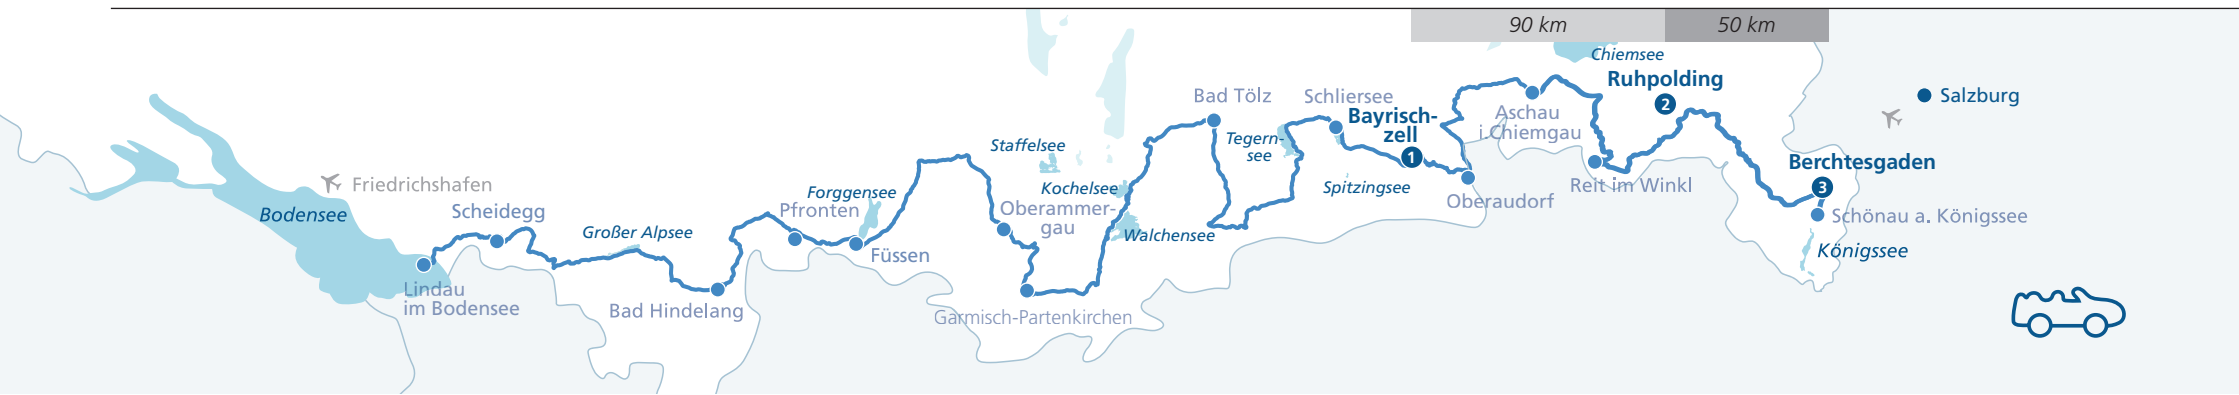 90 km
50 km
Chiemsee
Ruhpolding
2
Salzburg
Bad Tölz
Schliersee
Bayrisch-
zell
1
Aschau
i.Chiemgau
Tegern-
see
Staffelsee
Berchtesgaden
3
Friedrichshafen
Bodensee
Scheidegg
Forggensee
Pfronten
Kochelsee
Oberammer-
gau
Spitzingsee
Oberaudorf
Reit im Winkl
Schönau a. Königssee
Großer Alpsee
Walchensee
Füssen
Königssee
Lindau
im Bodensee
Bad Hindelang
Garmisch-Partenkirchen